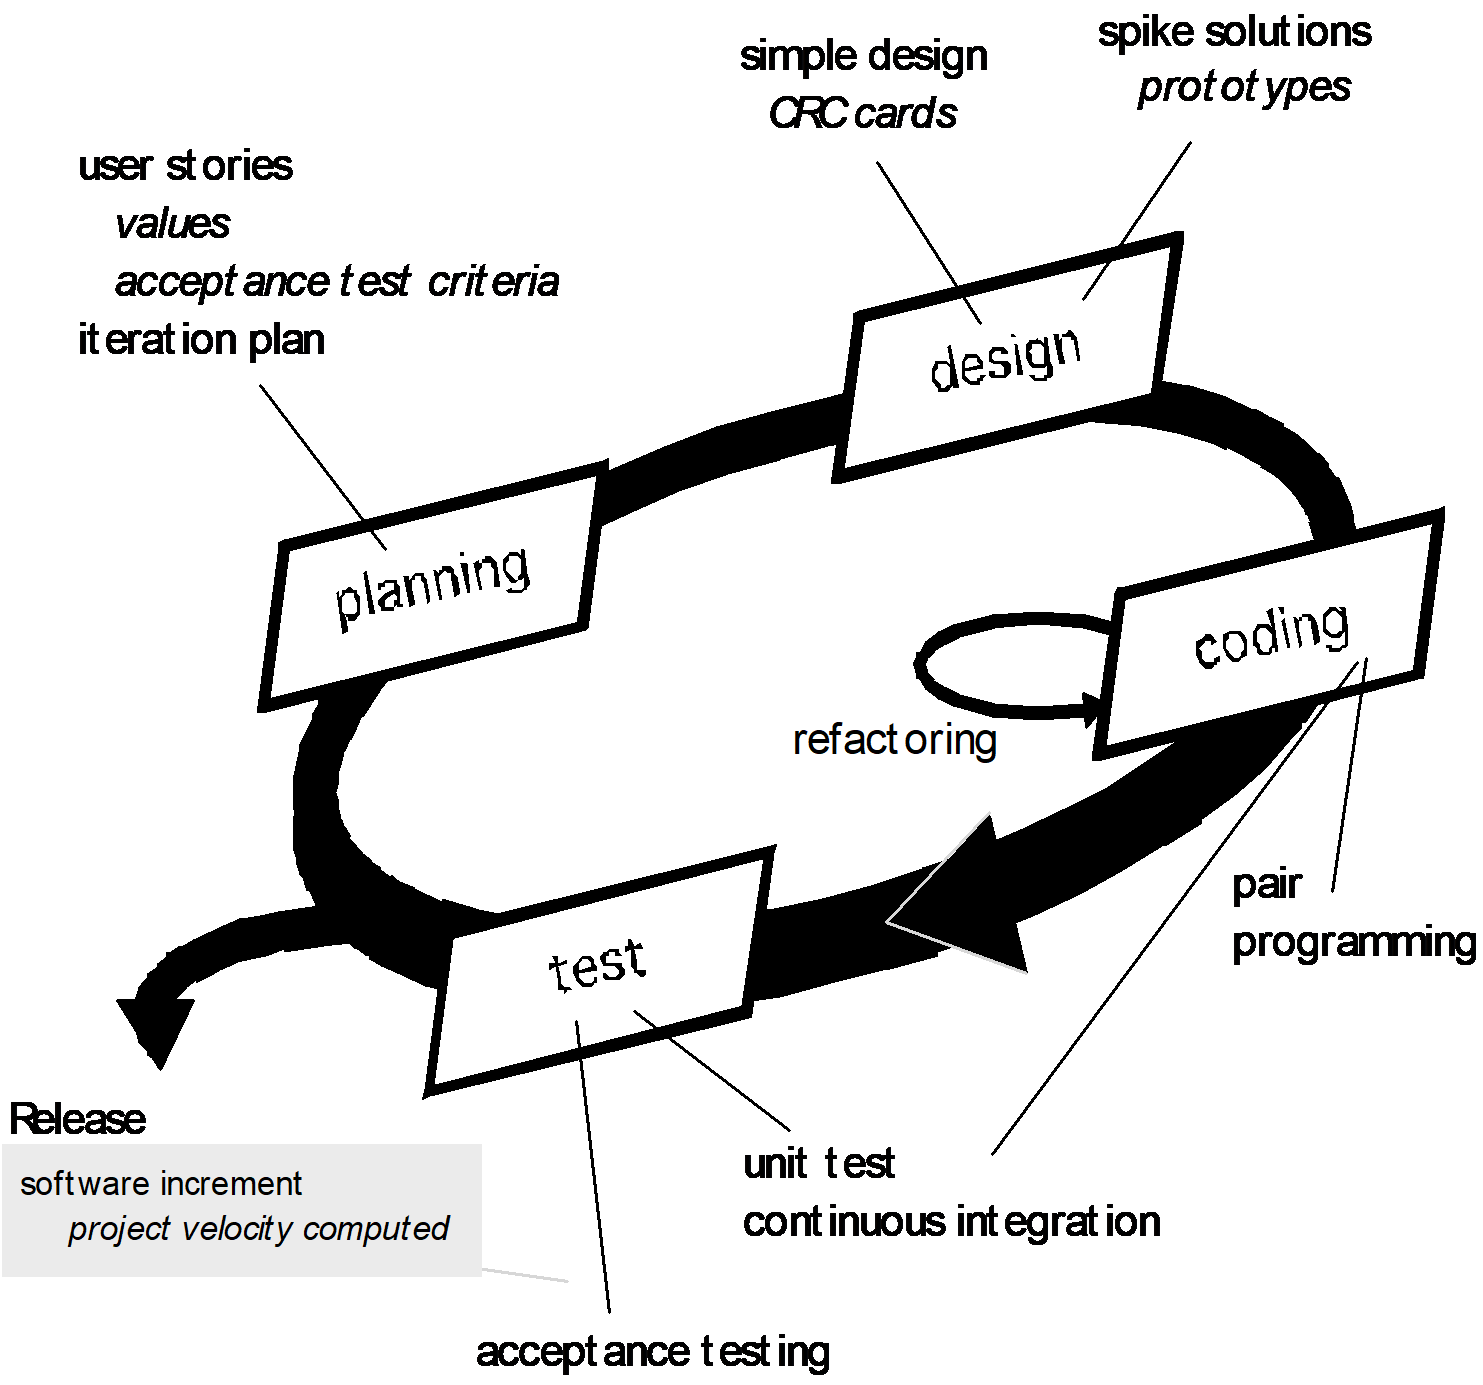 spike solutions
prototypes
simple design
CRC cards
user stories
values
acceptance test criteria
iteration plan
design
planning
coding
refactoring
pair
programming
test
Release
software increment
project velocity computed
unit test
continuous integration
acceptance testing